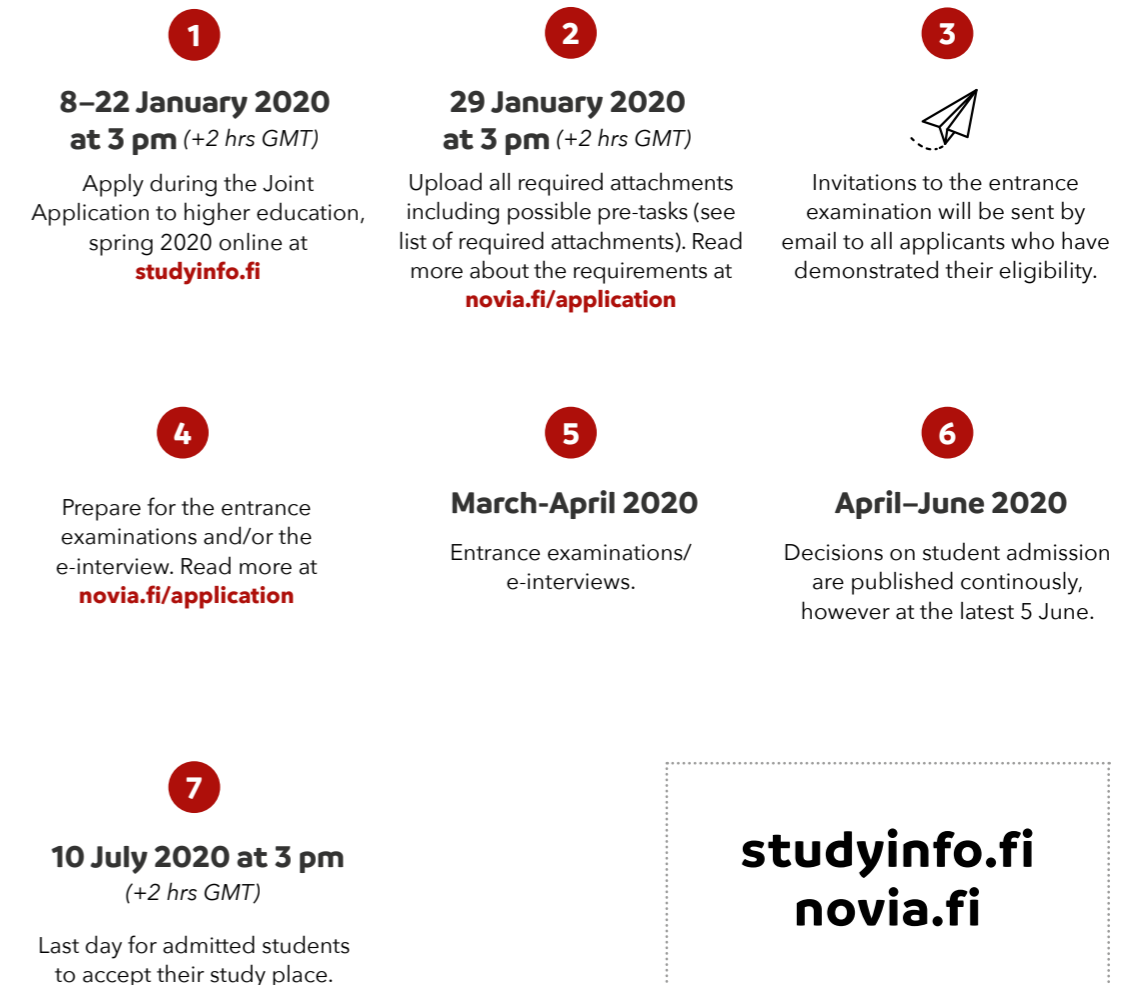 1
8–22 January 2020
at 3 pm (+2 hrs GMT)
Apply during the Joint
Application to higher education,
spring 2020 online at
studyinfo.fi
2
29 January 2020
at 3 pm (+2 hrs GMT)
Upload all required attachments
including possible pre-tasks (see
list of required attachments). Read
more about the requirements at
novia.fi/application
3
Invitations to the entrance
examination will be sent by
email to all applicants who have
demonstrated their eligibility.
4
Prepare for the entrance
examinations and/or the
e-interview. Read more at
novia.fi/application
5
March-April 2020
Entrance examinations/
e-interviews.
6
April–June 2020
Decisions on student admission
are published continously,
however at the latest 5 June.
7
10 July 2020 at 3 pm
(+2 hrs GMT)
Last day for admitted students
to accept their study place.
studyinfo.fi
novia.fi